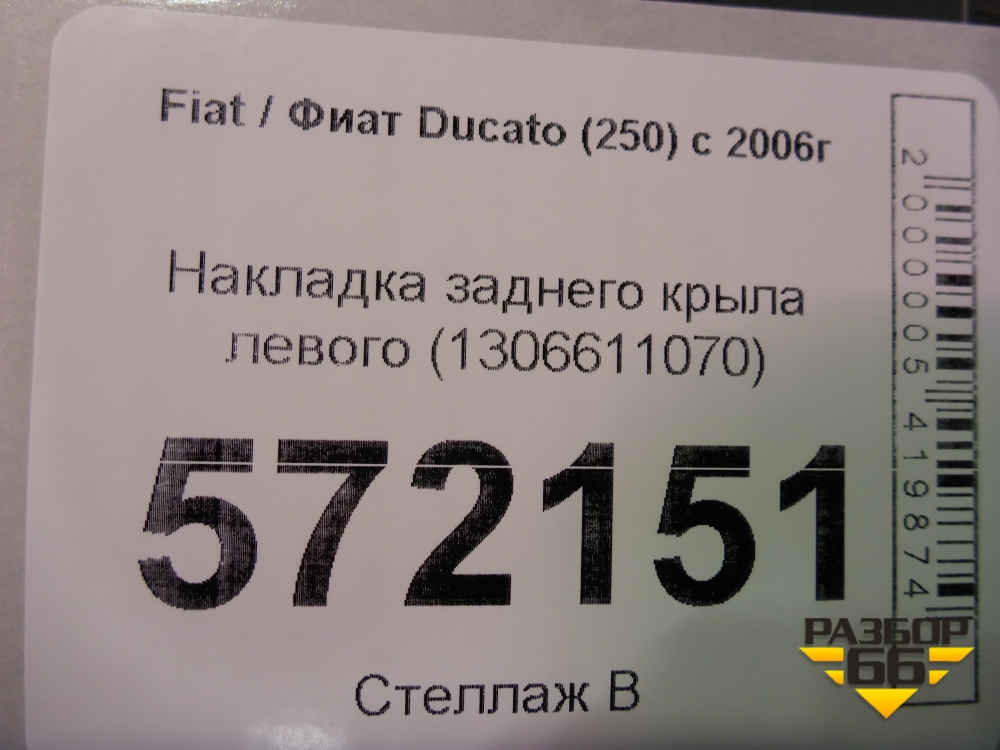 Fiat / Фиат Ducato (250) с 2006г
Накладка заднего крыла
левого (1306611070)
572151
Стеллаж В
2000005419874
РАЗБОР
66